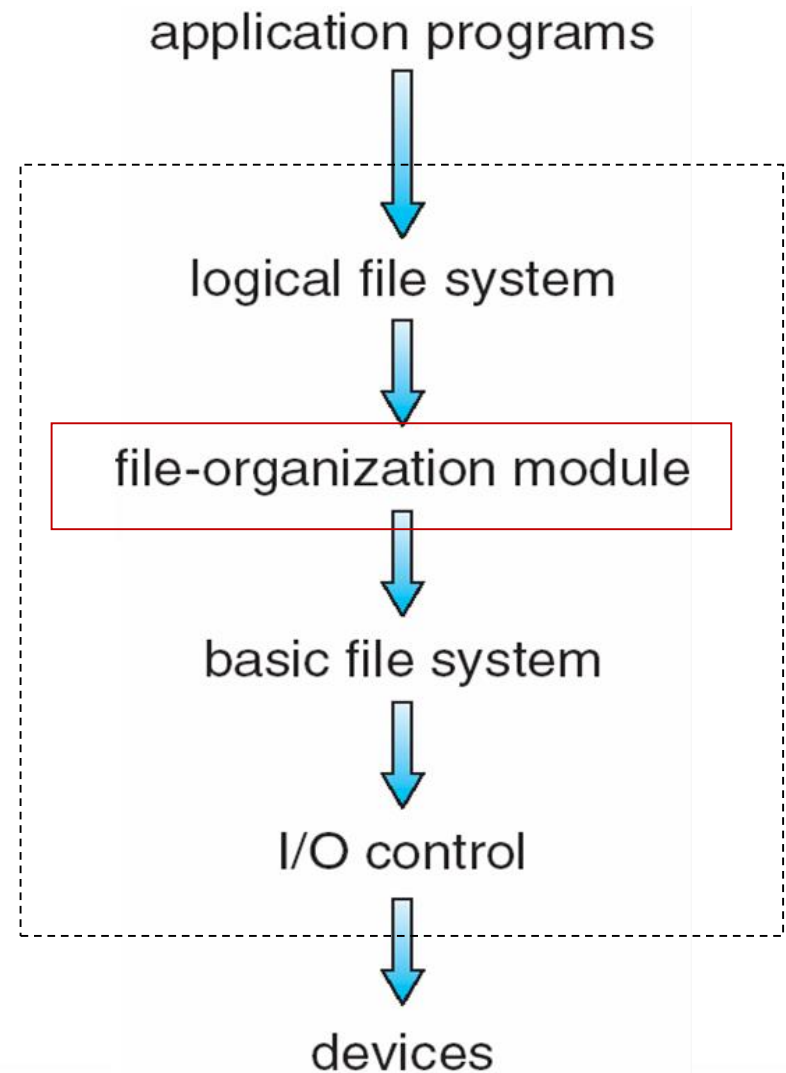 application programs
logical file system
file-organization module
basic file system
I/O control
devices